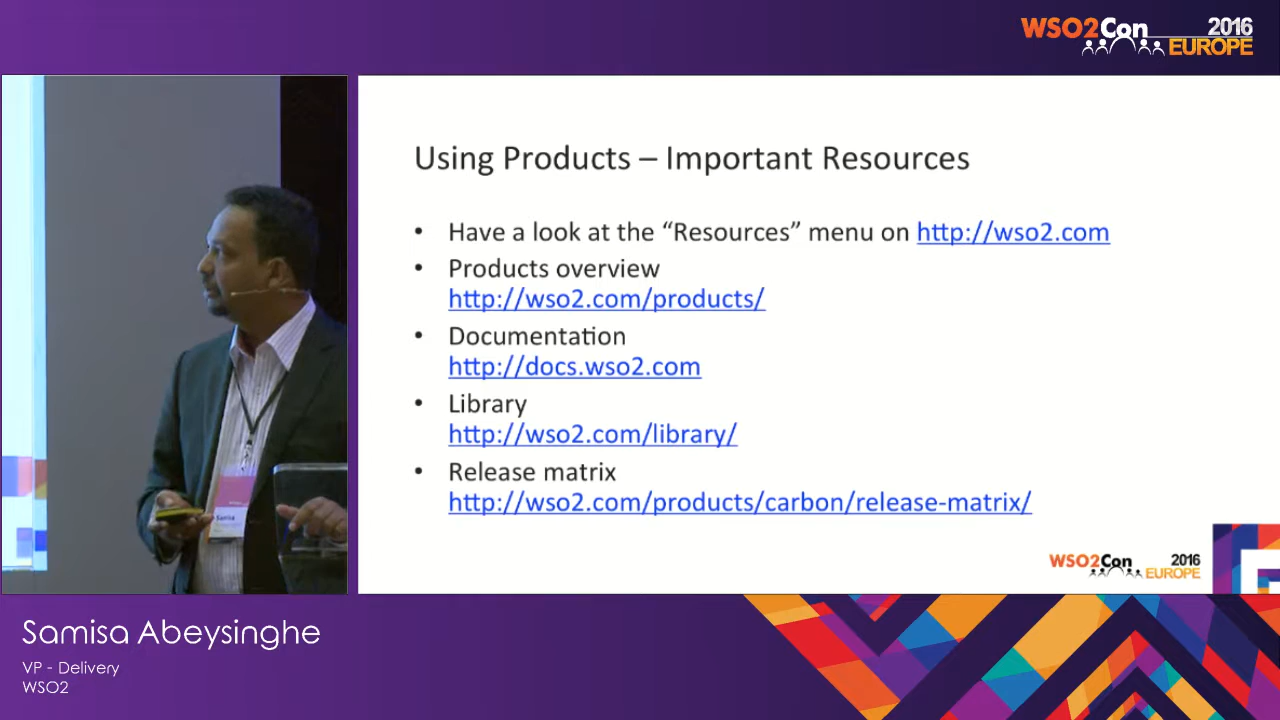 WSO2Con 2016
EUROPE
Using Products – Important Resources
• Have a look at the “Resources” menu on http://wso2.com
• Products overview
http://wso2.com/products/
• Documentation
http://docs.wso2.com
• Library
http://wso2.com/library/
• Release matrix
http://wso2.com/products/carbon/release-matrix/
WSO2Con 2016
EUROPE
Samisa
Samisa Abeysinghe
VP - Delivery
WSO2